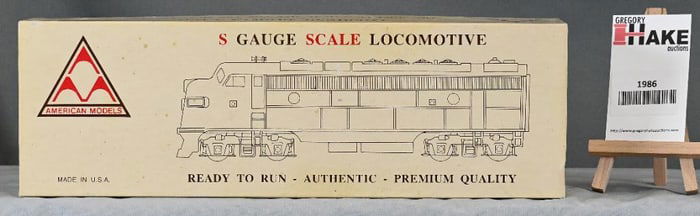 S GAUGE SCALE LOCOMOTIVE
AMERICAN MODELS
MADE IN U.S.A.
READY TO RUN - AUTHENTIC - PREMIUM QUALITY
GREGORY
HAKE
auctions
1986